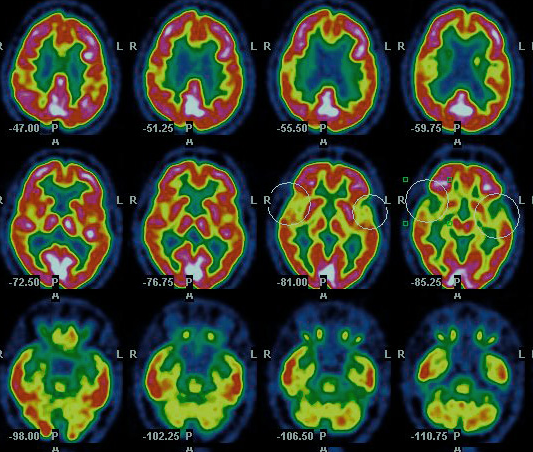 R L R L R L R L
-47.00 P -51.25 P -55.50 P -59.75 P
A A A A
R L R L R L R L
-72.50 P -76.75 P -81.00 P -85.25 P
A A A A
R L R L R L R L
-98.00 P -102.25 P -106.50 P -110.75 P